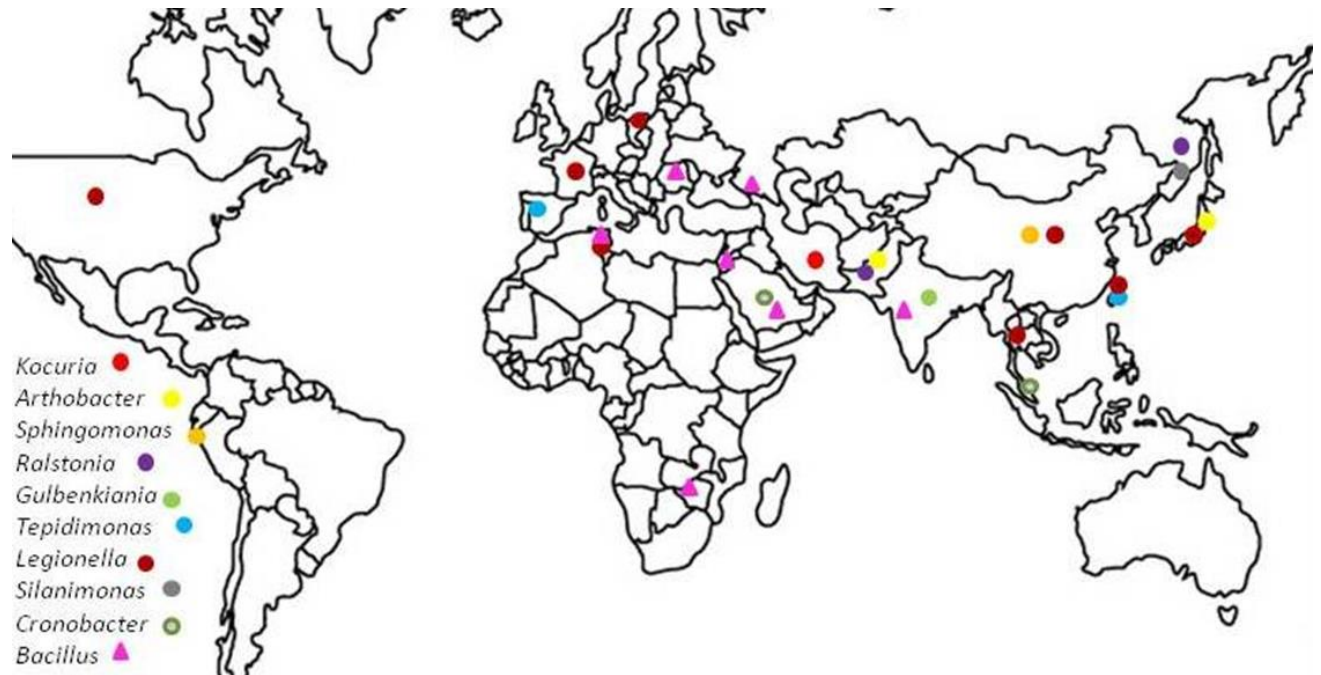 Kocuria
Arthobacter
Sphingomonas
Ralstonia
Gulbenkiania
Tepidimonas
Legionella
Silanimonas
Cronobacter
Bacillus